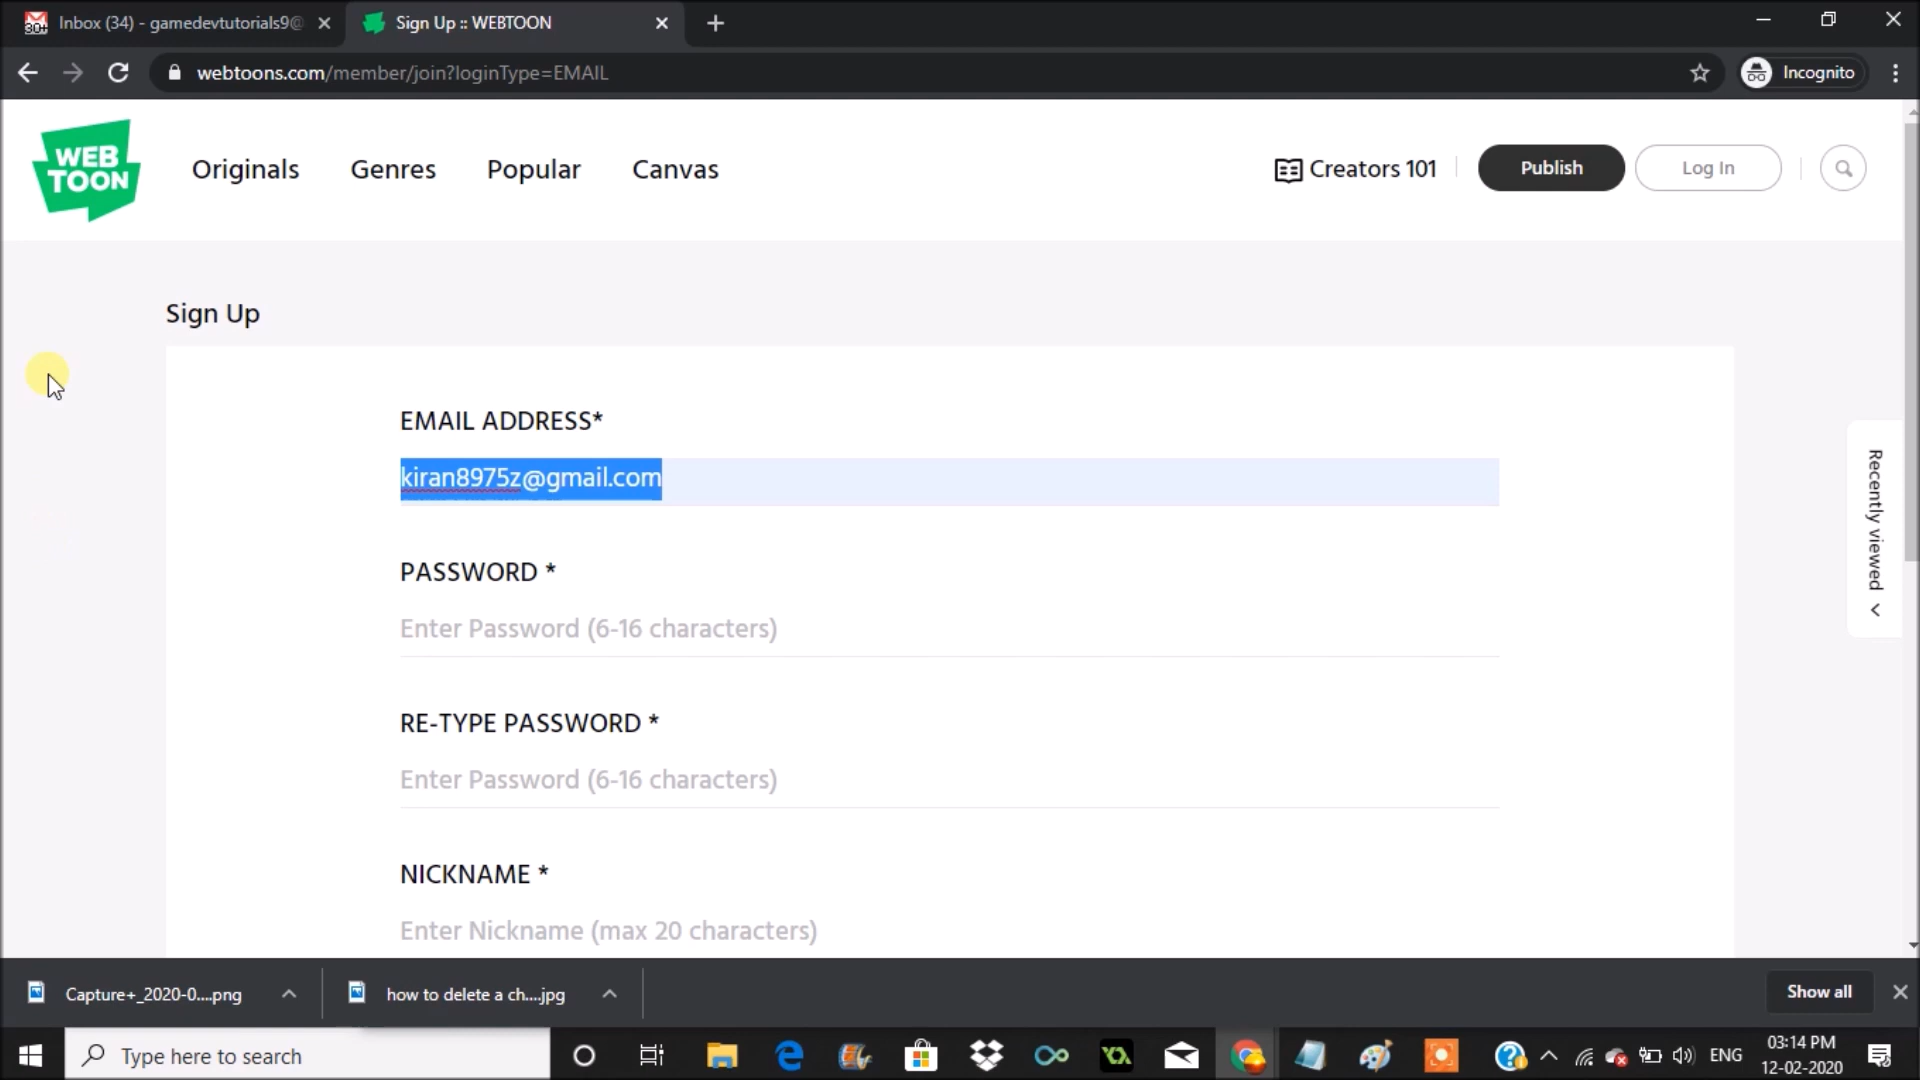 Inbox (34) - gamedevtutorials9@
Sign Up :: WEBTOON
webtoons.com/member/join?loginType=EMAIL
Incognito
WEB
TOON
Originals
Genres
Popular
Canvas
Creators 101
Publish
Log In
Sign Up
EMAIL ADDRESS*
kiran8975z@gmail.com
PASSWORD *
Enter Password (6-16 characters)
RE-TYPE PASSWORD *
Enter Password (6-16 characters)
NICKNAME *
Enter Nickname (max 20 characters)
Recently viewed
Capture+_2020-0....png
how to delete a ch....jpg
Show all
Type here to search
ENG
03:14 PM
12-02-2020